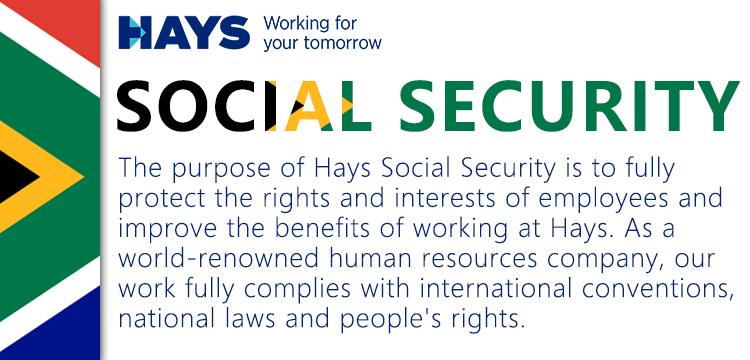 HAYS Working for
your tomorrow
SOCIAL SECURITY
The purpose of Hays Social Security is to fully
protect the rights and interests of employees and
improve the benefits of working at Hays. As a
world-renowned human resources company, our
work fully complies with international conventions,
national laws and people's rights.